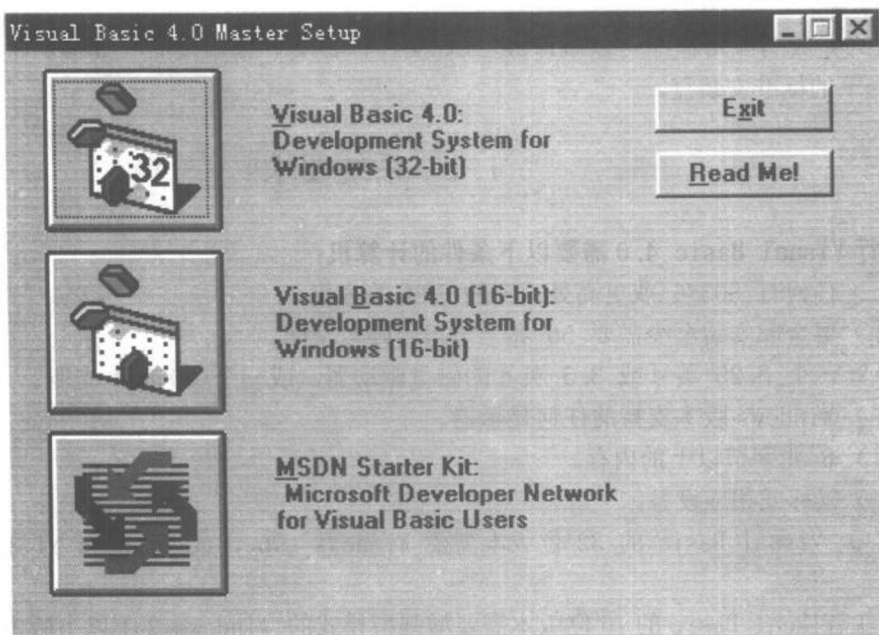 Visual Basic 4.0 Master Setup
32
Visual Basic 4.0:
Development System for
Windows (32-bit)
Exit
Read Me!
Visual Basic 4.0 (16-bit):
Development System for
Windows (16-bit)
MSDN Starter Kit:
Microsoft Developer Network
for Visual Basic Users